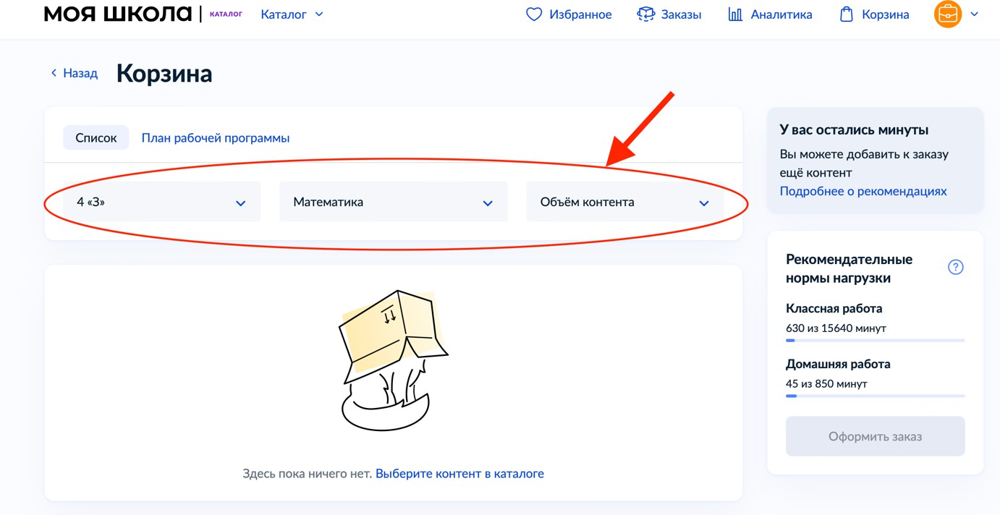 МОЯ ШКОЛА | КАТАЛОГ Каталог Избранное Заказы Аналитика Корзина
Назад Корзина
Список План рабочей программы
4 «З» Математика Объём контента
Здесь пока ничего нет. Выберите контент в каталоге
У вас остались минуты
Вы можете добавить к заказу
ещё контент
Подробнее о рекомендациях
Рекомендательные
нормы нагрузки
?
Классная работа
630 из 15640 минут
Домашняя работа
45 из 850 минут
Оформить заказ